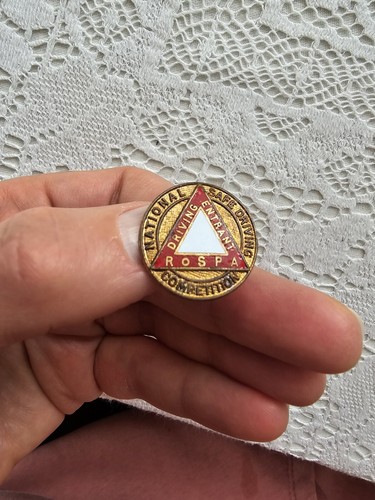 NATIONAL SAFE DRIVING
COMPETITION
DRIVING ENTRANT
RoSPA